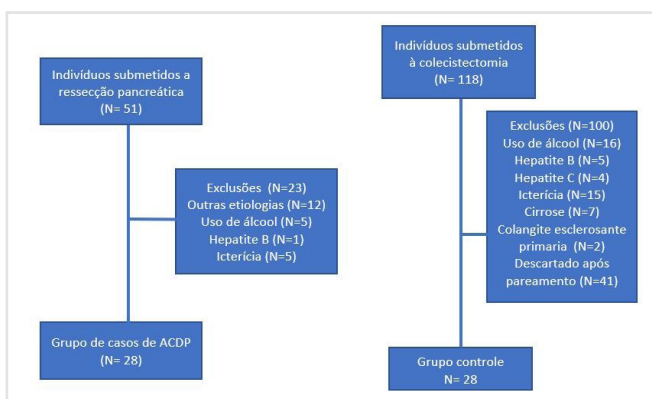 Indivíduos submetidos a
ressecção pancreática
(N= 51)
Exclusões (N=23)
Outras etiologias (N=12)
Uso de álcool (N=5)
Hepatite B (N=1)
Icterícia (N=5)
Grupo de casos de ACDP
(N= 28)
Indivíduos submetidos
à colecistectomia
(N= 118)
Exclusões (N=100)
Uso de álcool (N=16)
Hepatite B (N=5)
Hepatite C (N=4)
Icterícia (N=15)
Cirrose (N=7)
Colangite esclerosante
primaria (N=2)
Descartado após
pareamento (N=41)
Grupo controle
N= 28